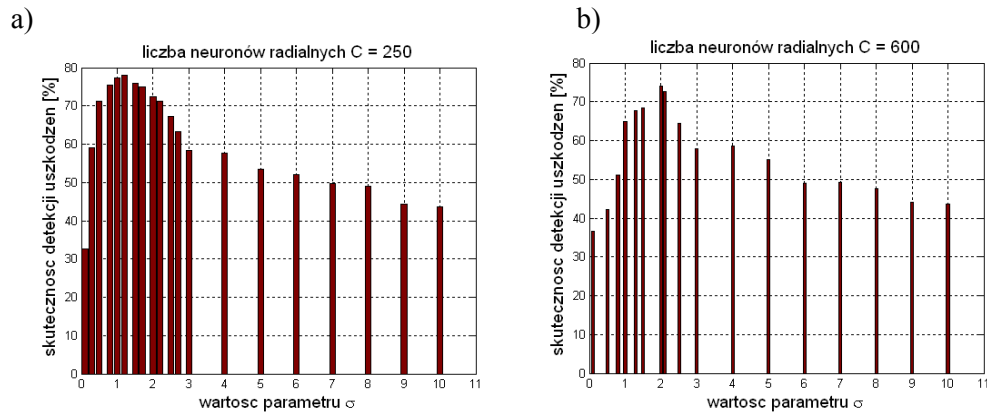 a)
liczba neuronów radialnych C = 250
skutecznosc detekcji uszkodzen [%]
80
70
60
50
40
30
20
10
0
0 1 2 3 4 5 6 7 8 9 10 11
wartosc parametru σ
b)
liczba neuronów radialnych C = 600
skutecznosc detekcji uszkodzen [%]
80
70
60
50
40
30
20
10
0
0 1 2 3 4 5 6 7 8 9 10 11
wartosc parametru σ